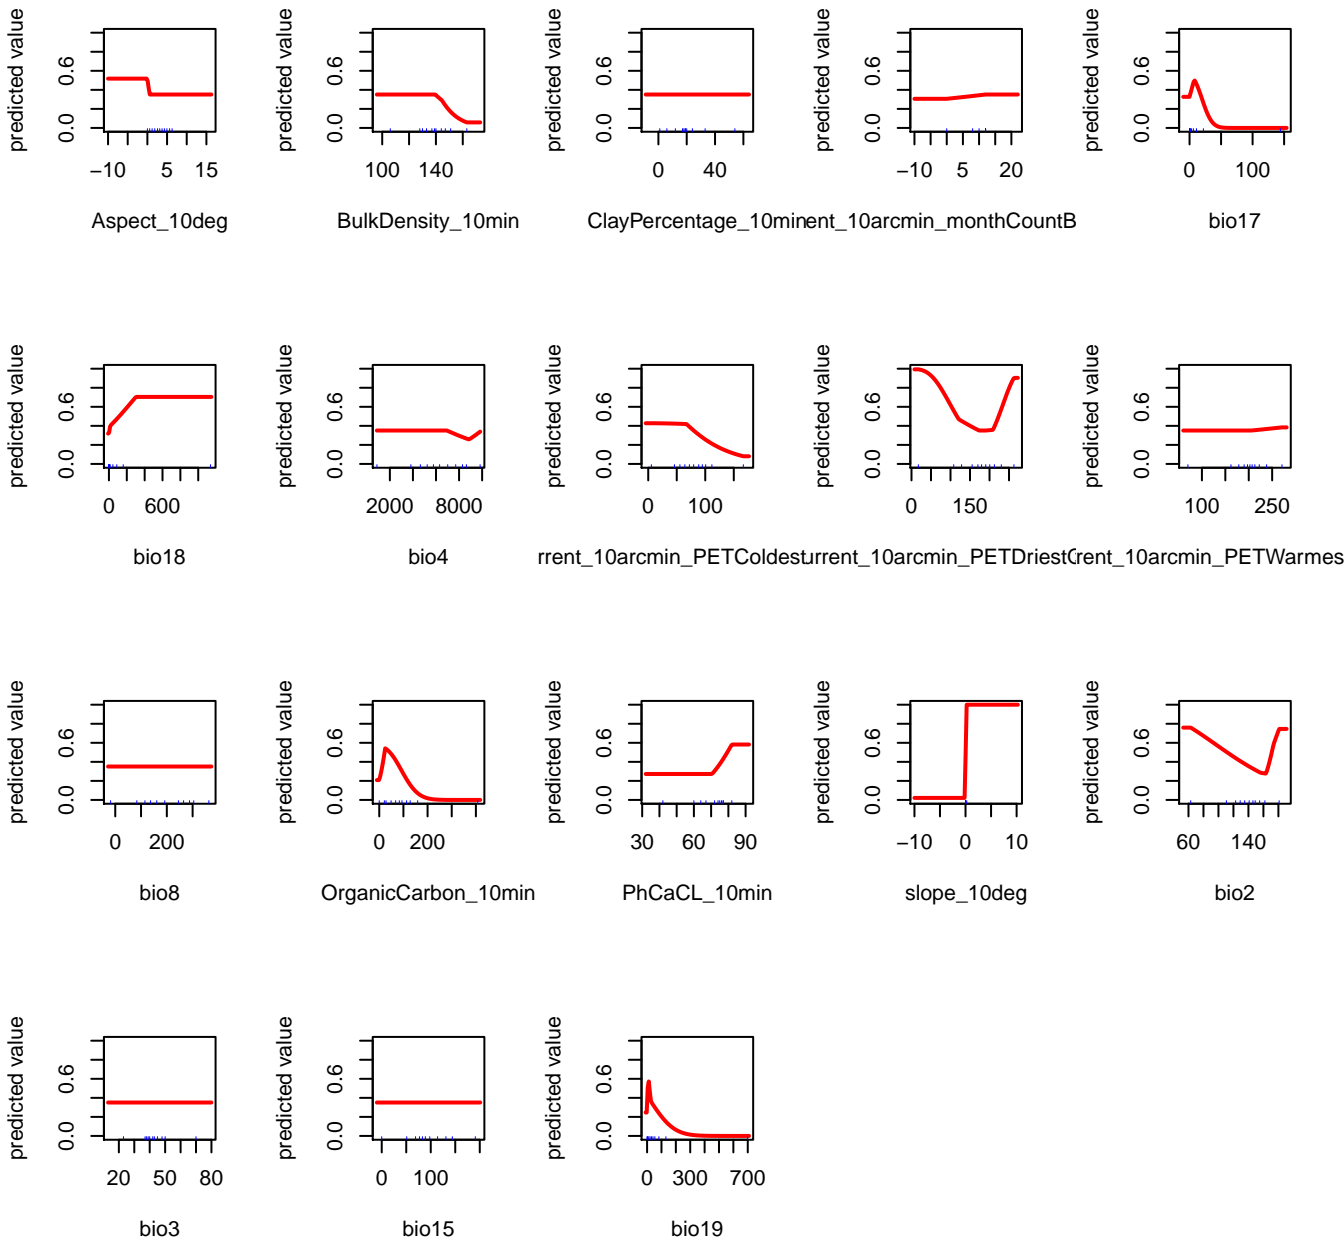 predicted value
0.0 0.6
−10 5 15
Aspect_10deg
predicted value
100 140
BulkDensity_10min
predicted value
0.0 0.6
0 40
ClayPercentage_10min
predicted value
0.0 0.6
−10 5 20
ent_10arcmin_monthCountB
predicted value
0.0 0.6
0 100
bio17
predicted value
0.0 0.6
0 600
bio18
predicted value
0.0 0.6
2000 8000
bio4
predicted value
0.0 0.6
0 100
rrent_10arcmin_PETColdest
predicted value
0.0 0.6
0 150
urrent_10arcmin_PETDriestQ
predicted value
0.0 0.6
100 250
rent_10arcmin_PETWarmes
predicted value
0.0 0.6
0 200
bio8
predicted value
0.0 0.6
0 200
OrganicCarbon_10min
predicted value
0.0 0.6
30 60 90
PhCaCL_10min
predicted value
0.0 0.6
−10 0 10
slope_10deg
predicted value
0.0 0.6
60 140
bio2
predicted value
0.0 0.6
20 50 80
bio3
predicted value
0.0 0.6
0 100
bio15
predicted value
0.0 0.6
0 300 700
bio19